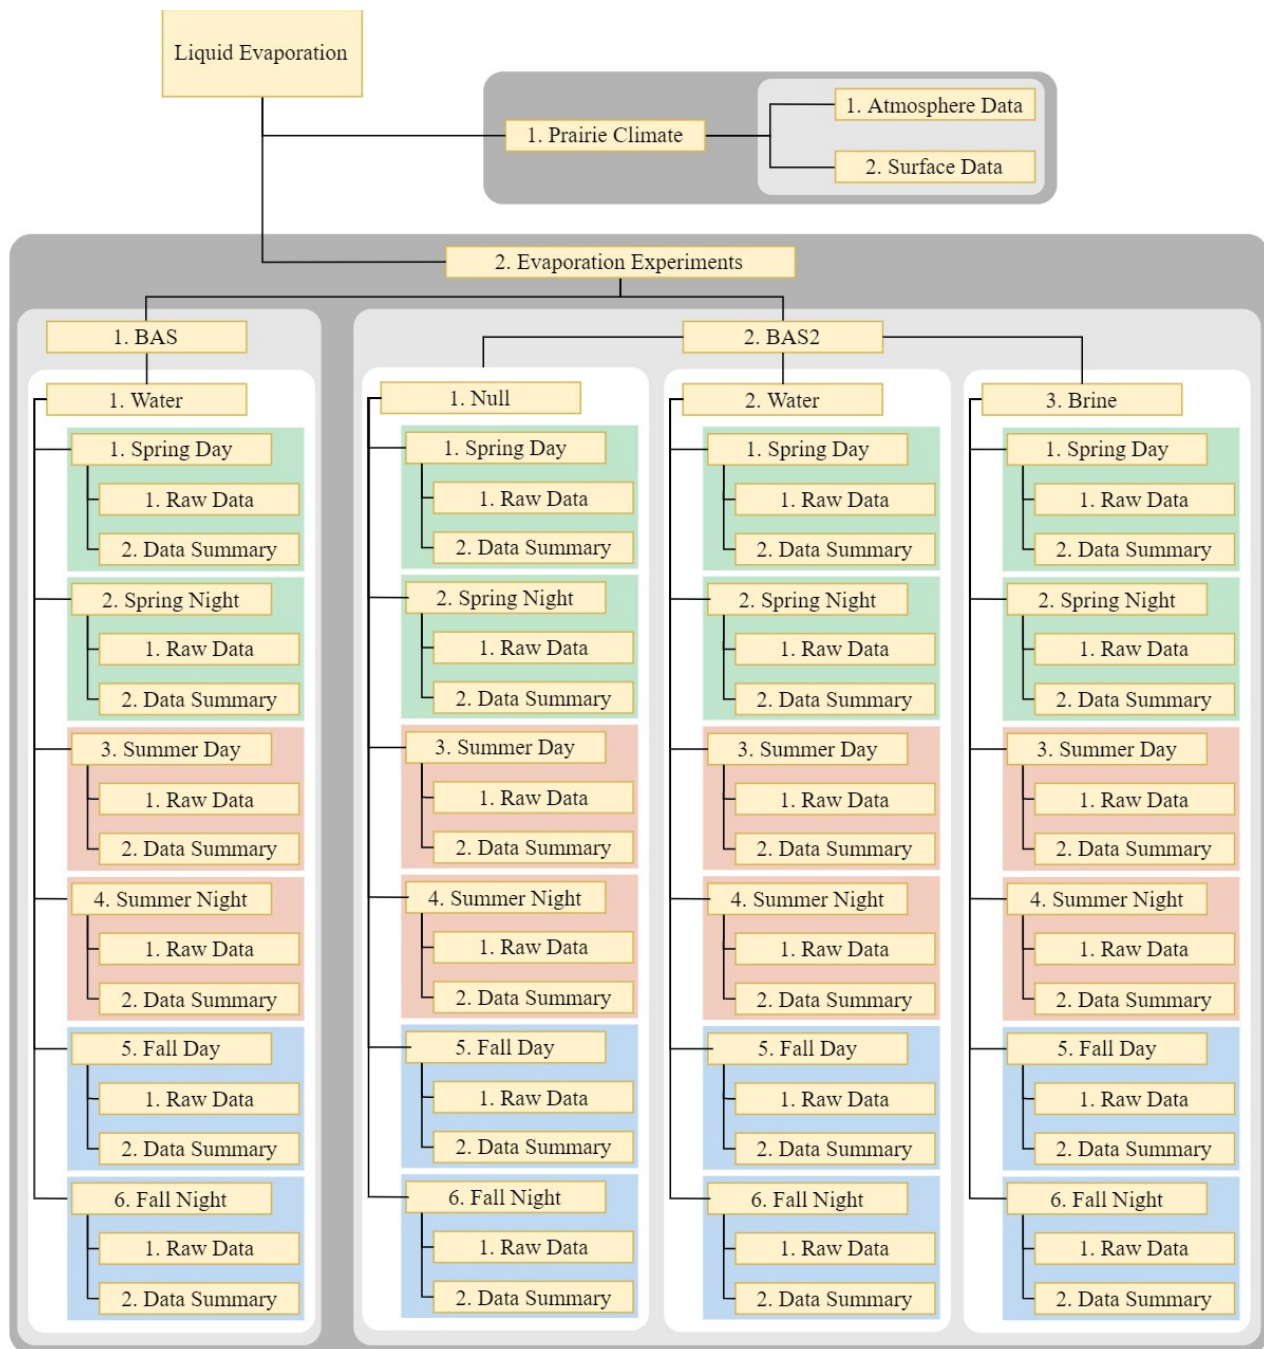 Liquid Evaporation
1. Prairie Climate
1. Atmosphere Data
2. Surface Data
2. Evaporation Experiments
1. BAS
1. Water
1. Spring Day
1. Raw Data
2. Data Summary
2. Spring Night
1. Raw Data
2. Data Summary
3. Summer Day
1. Raw Data
2. Data Summary
4. Summer Night
1. Raw Data
2. Data Summary
5. Fall Day
1. Raw Data
2. Data Summary
6. Fall Night
1. Raw Data
2. Data Summary
2. BAS2
1. Null
1. Spring Day
1. Raw Data
2. Data Summary
2. Spring Night
1. Raw Data
2. Data Summary
3. Summer Day
1. Raw Data
2. Data Summary
4. Summer Night
1. Raw Data
2. Data Summary
5. Fall Day
1. Raw Data
2. Data Summary
6. Fall Night
1. Raw Data
2. Data Summary
2. Water
1. Spring Day
1. Raw Data
2. Data Summary
2. Spring Night
1. Raw Data
2. Data Summary
3. Summer Day
1. Raw Data
2. Data Summary
4. Summer Night
1. Raw Data
2. Data Summary
5. Fall Day
1. Raw Data
2. Data Summary
6. Fall Night
1. Raw Data
2. Data Summary
3. Brine
1. Spring Day
1. Raw Data
2. Data Summary
2. Spring Night
1. Raw Data
2. Data Summary
3. Summer Day
1. Raw Data
2. Data Summary
4. Summer Night
1. Raw Data
2. Data Summary
5. Fall Day
1. Raw Data
2. Data Summary
6. Fall Night
1. Raw Data
2. Data Summary